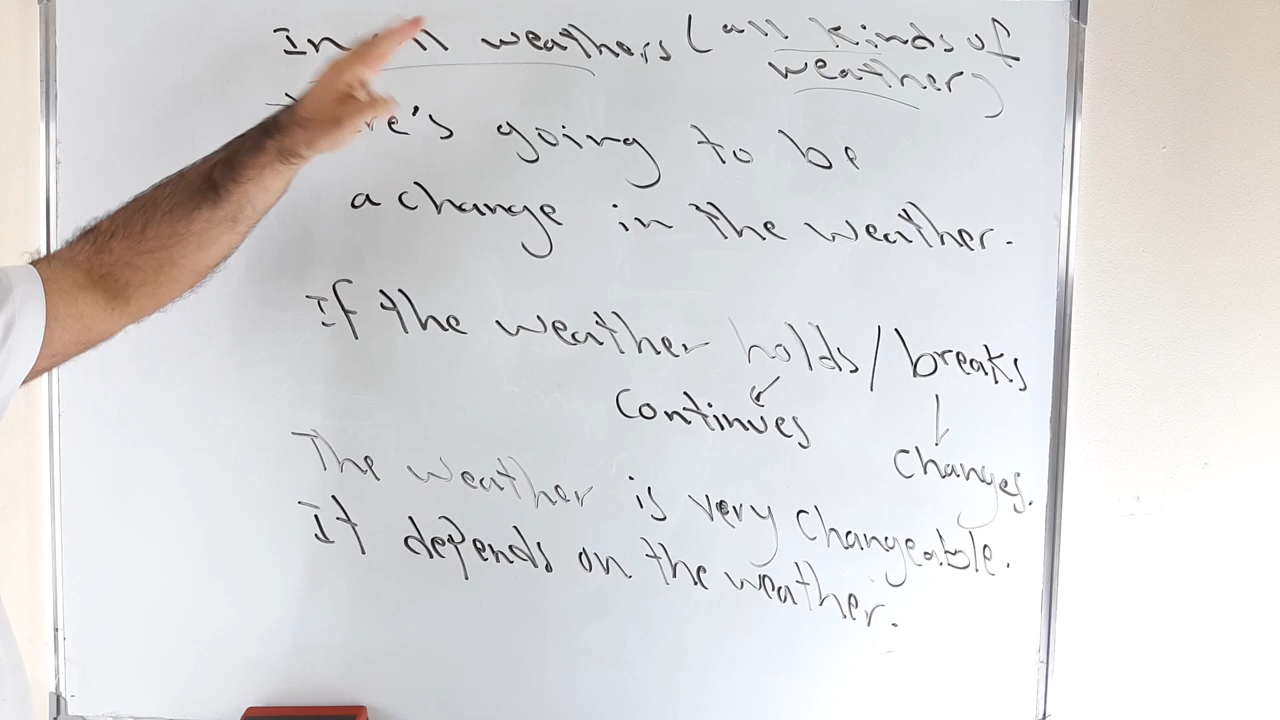 In all weathers (all kinds of
weather)
There's going to be
a change in the weather.
If the weather holds / breaks
continues
changes.
The weather is very changeable.
It depends on the weather.